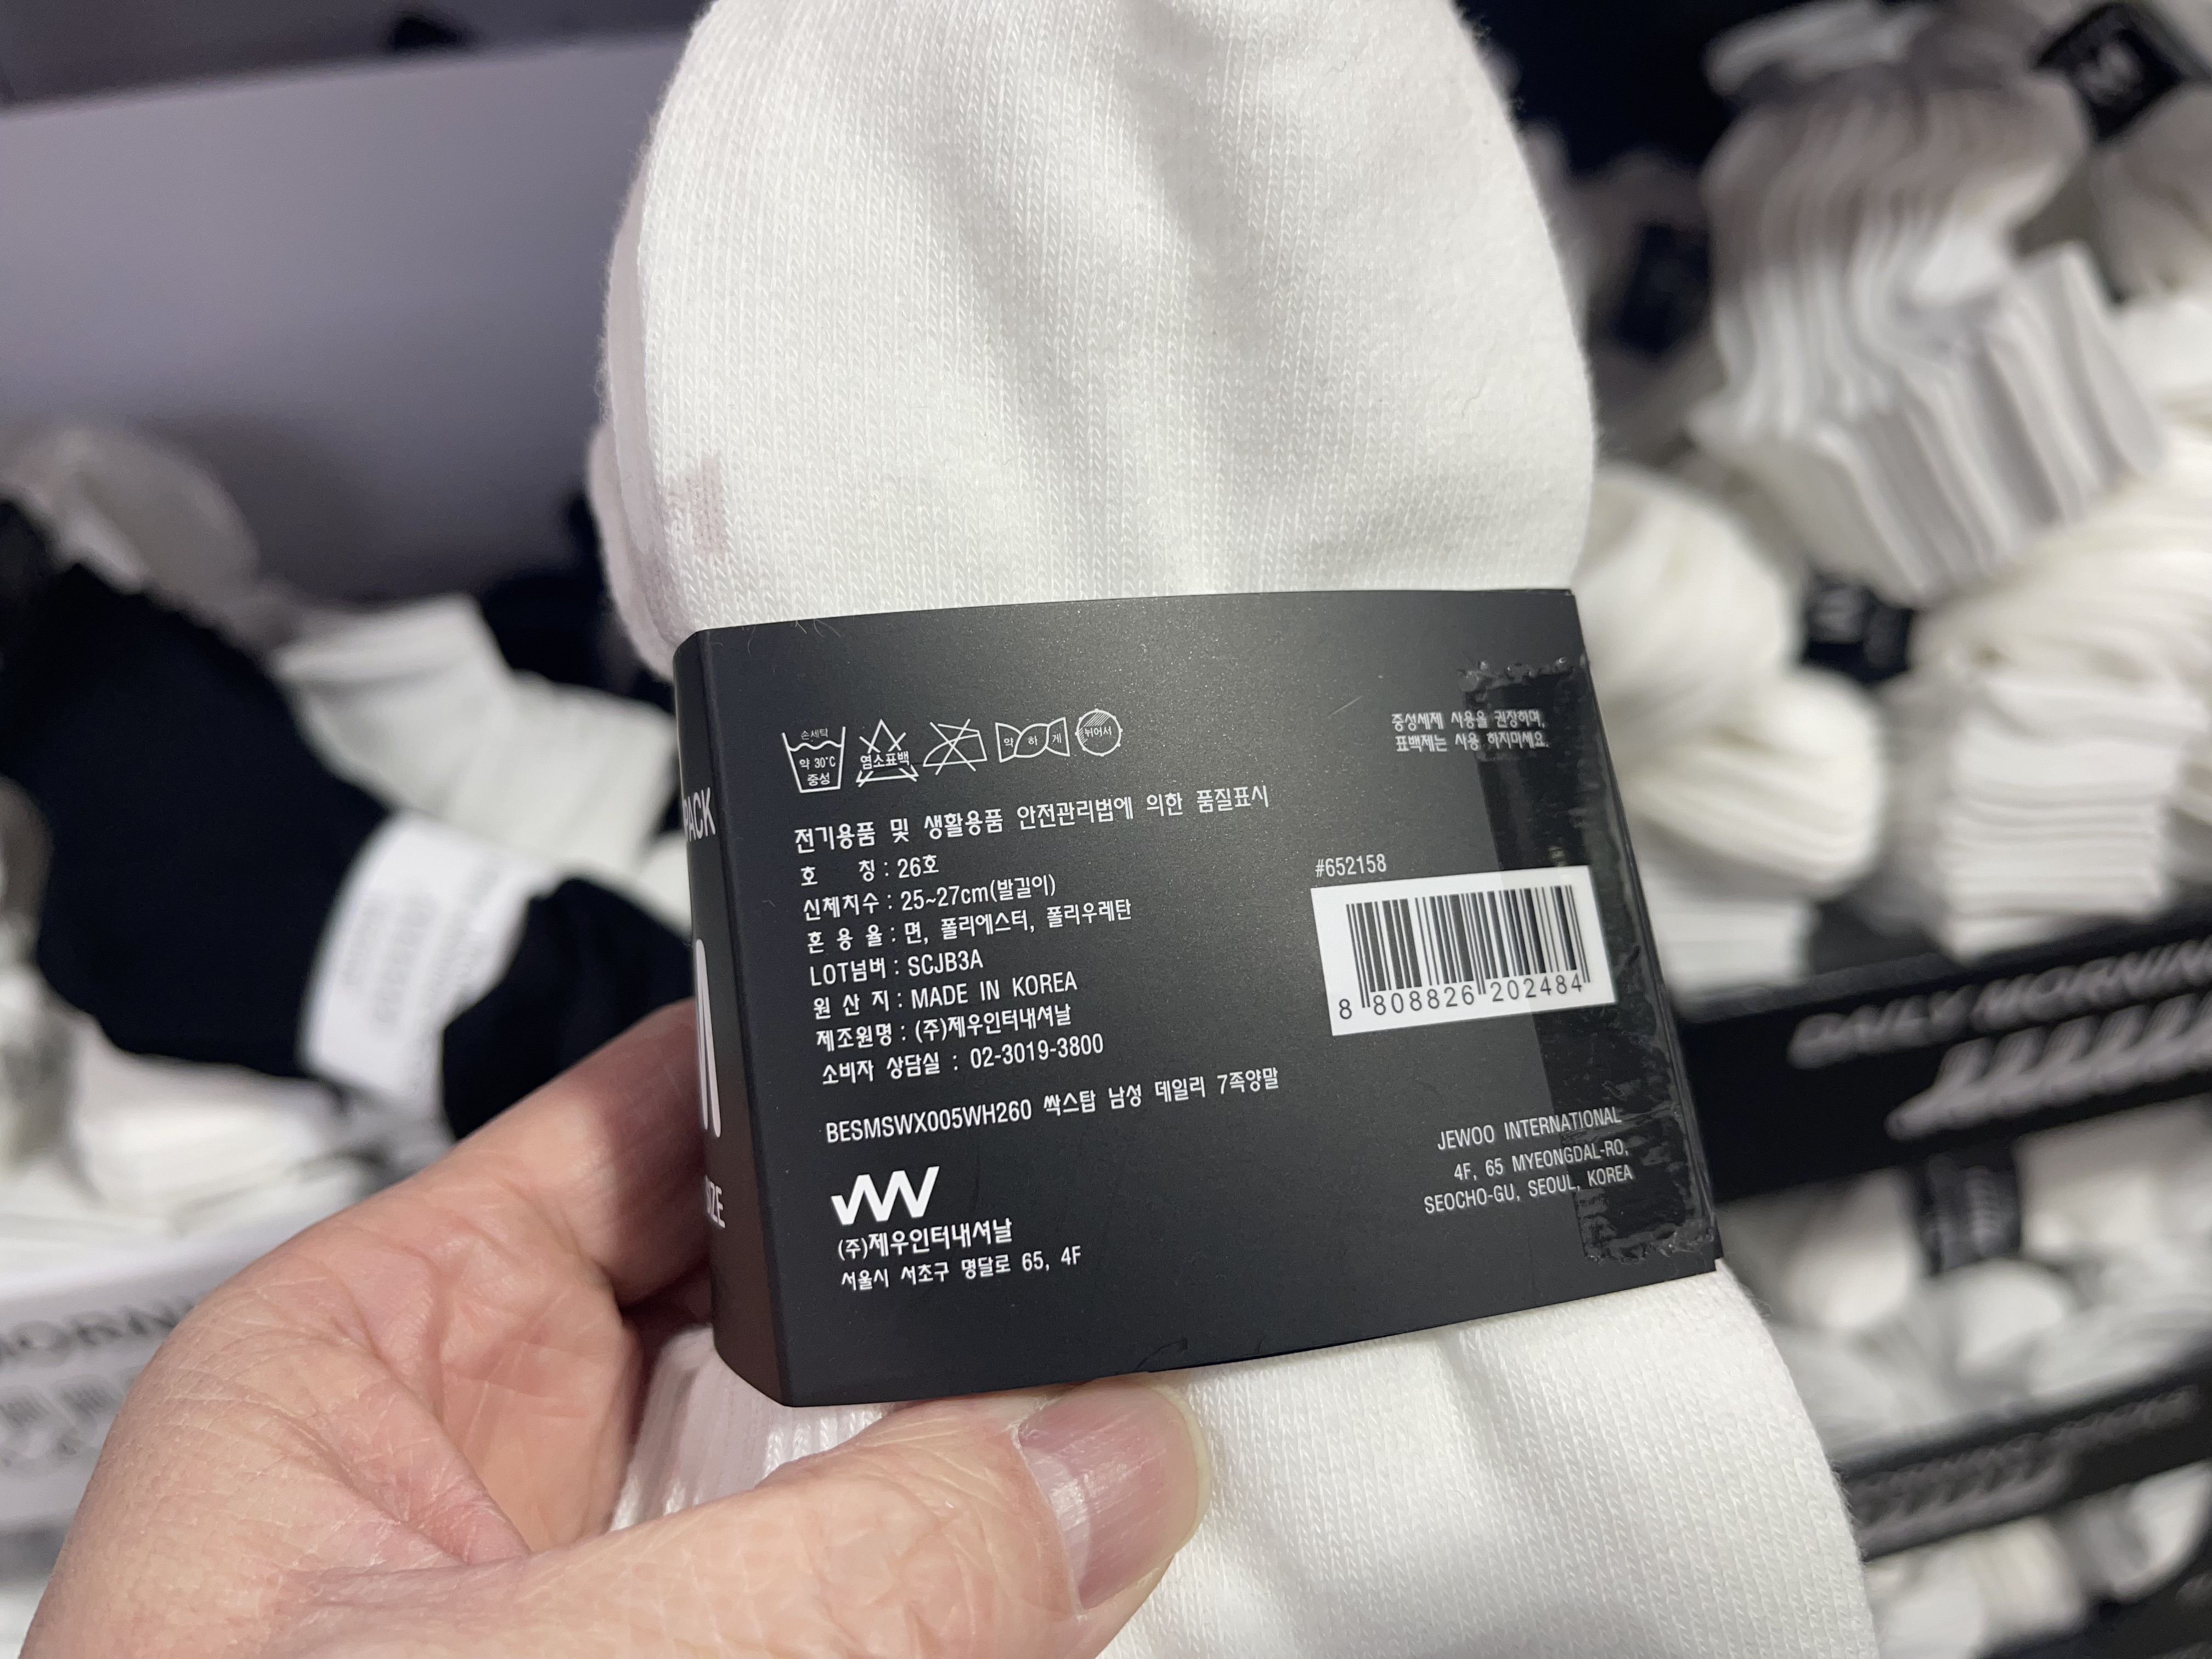 손세탁
약 30°C
중성
염소표백
약 하 게
뉘어서
중성세제 사용을 권장하며,
표백제는 사용 하지마세요.
전기용품 및 생활용품 안전관리법에 의한 품질표시
호 칭 : 26호
신체치수 : 25~27cm(발길이)
혼 용 율 : 면, 폴리에스터, 폴리우레탄
LOT넘버 : SCJB3A
원 산 지 : MADE IN KOREA
제조원명 : (주)제우인터내셔날
소비자 상담실 : 02-3019-3800
BESMSWX005WH260 싹스탑 남성 데일리 7족양말
(주)제우인터내셔날
서울시 서초구 명달로 65, 4F
#652158
8 808826 202484
JEWOO INTERNATIONAL
4F, 65 MYEONGDAL-RO,
SEOCHO-GU, SEOUL, KOREA
PACK
DAILY MORNIN